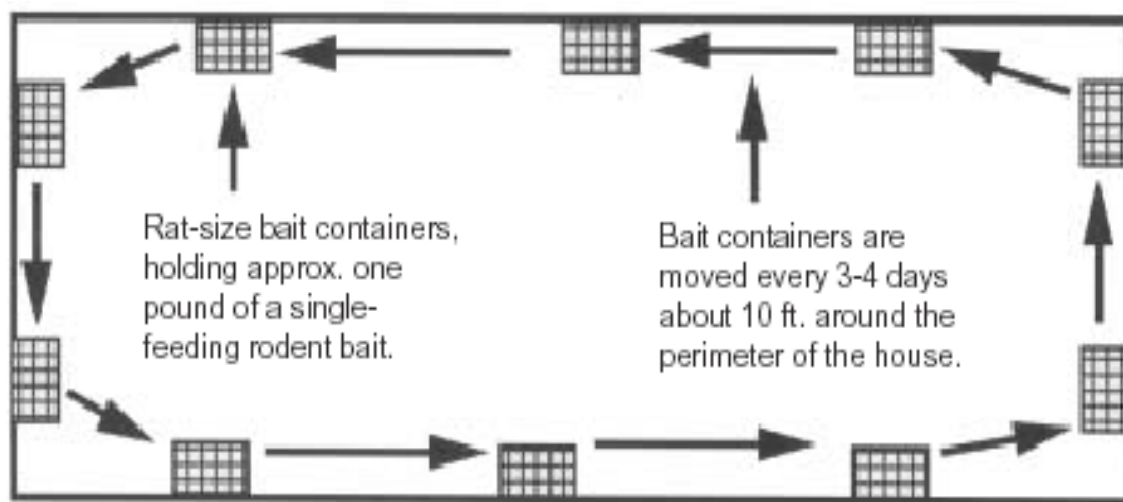 Rat-size bait containers,
holding approx. one
pound of a single-
feeding rodent bait.
Bait containers are
moved every 3-4 days
about 10 ft. around the
perimeter of the house.